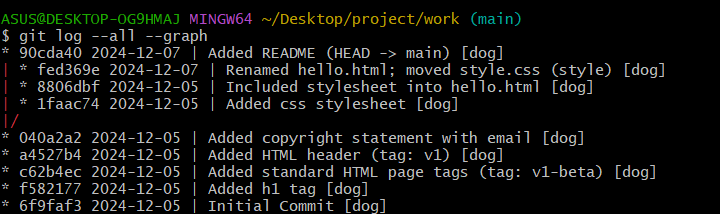 ASUS@DESKTOP-OG9HMAJ MINGW64 ~/Desktop/project/work (main)
$ git log --all --graph
* 90cda40 2024-12-07 | Added README (HEAD -> main) [dog]
| * fed369e 2024-12-07 | Renamed hello.html; moved style.css (style) [dog]
| * 8806dbf 2024-12-05 | Included stylesheet into hello.html [dog]
| * 1faac74 2024-12-05 | Added css stylesheet [dog]
|/
* 040a2a2 2024-12-05 | Added copyright statement with email [dog]
* a4527b4 2024-12-05 | Added HTML header (tag: v1) [dog]
* c62b4ec 2024-12-05 | Added standard HTML page tags (tag: v1-beta) [dog]
* f582177 2024-12-05 | Added h1 tag [dog]
* 6f9faf3 2024-12-05 | Initial Commit [dog]